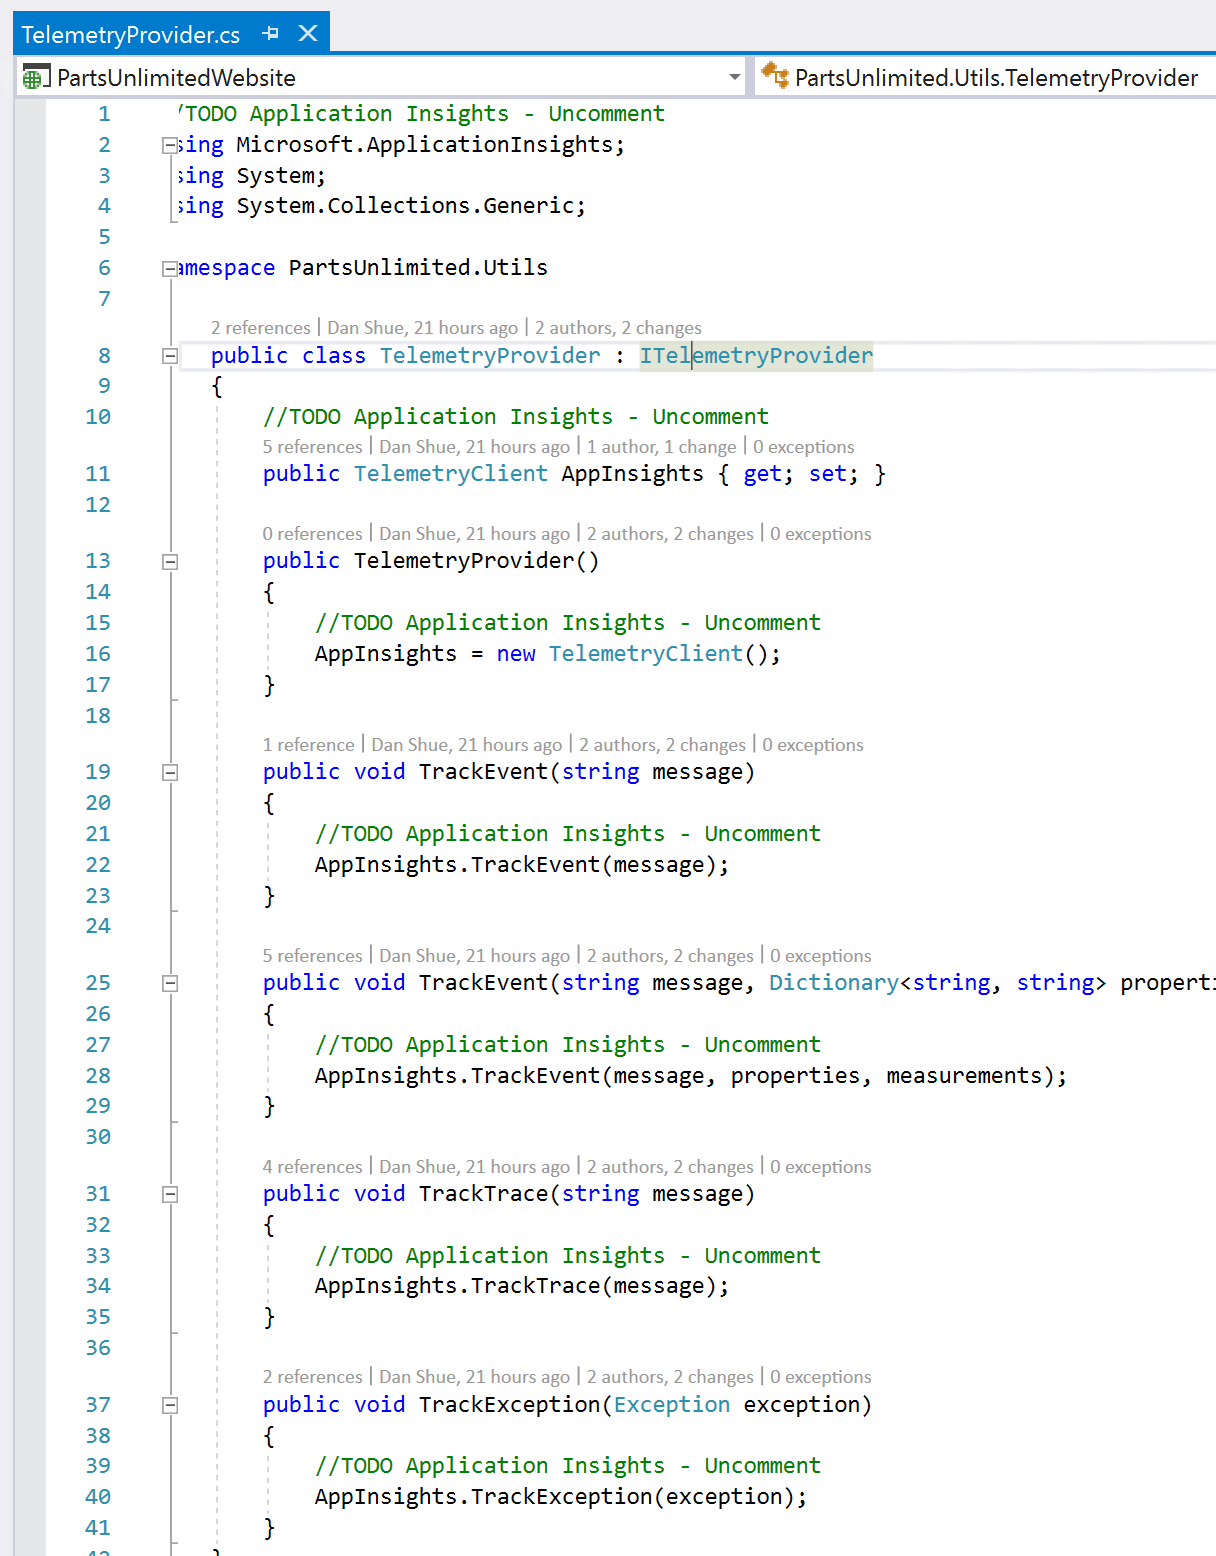 TelemetryProvider.cs
PartsUnlimitedWebsite PartsUnlimited.Utils.TelemetryProvider
1 /TODO Application Insights - Uncomment
2 sing Microsoft.ApplicationInsights;
3 sing System;
4 sing System.Collections.Generic;
5
6 amespace PartsUnlimited.Utils
7
2 references | Dan Shue, 21 hours ago | 2 authors, 2 changes
8 public class TelemetryProvider : ITelemetryProvider
9 {
10 //TODO Application Insights - Uncomment
5 references | Dan Shue, 21 hours ago | 1 author, 1 change | 0 exceptions
11 public TelemetryClient AppInsights { get; set; }
12
0 references | Dan Shue, 21 hours ago | 2 authors, 2 changes | 0 exceptions
13 public TelemetryProvider()
14 {
15 //TODO Application Insights - Uncomment
16 AppInsights = new TelemetryClient();
17 }
18
1 reference | Dan Shue, 21 hours ago | 2 authors, 2 changes | 0 exceptions
19 public void TrackEvent(string message)
20 {
21 //TODO Application Insights - Uncomment
22 AppInsights.TrackEvent(message);
23 }
24
5 references | Dan Shue, 21 hours ago | 2 authors, 2 changes | 0 exceptions
25 public void TrackEvent(string message, Dictionary<string, string> properti
26 {
27 //TODO Application Insights - Uncomment
28 AppInsights.TrackEvent(message, properties, measurements);
29 }
30
4 references | Dan Shue, 21 hours ago | 2 authors, 2 changes | 0 exceptions
31 public void TrackTrace(string message)
32 {
33 //TODO Application Insights - Uncomment
34 AppInsights.TrackTrace(message);
35 }
36
2 references | Dan Shue, 21 hours ago | 2 authors, 2 changes | 0 exceptions
37 public void TrackException(Exception exception)
38 {
39 //TODO Application Insights - Uncomment
40 AppInsights.TrackException(exception);
41 }